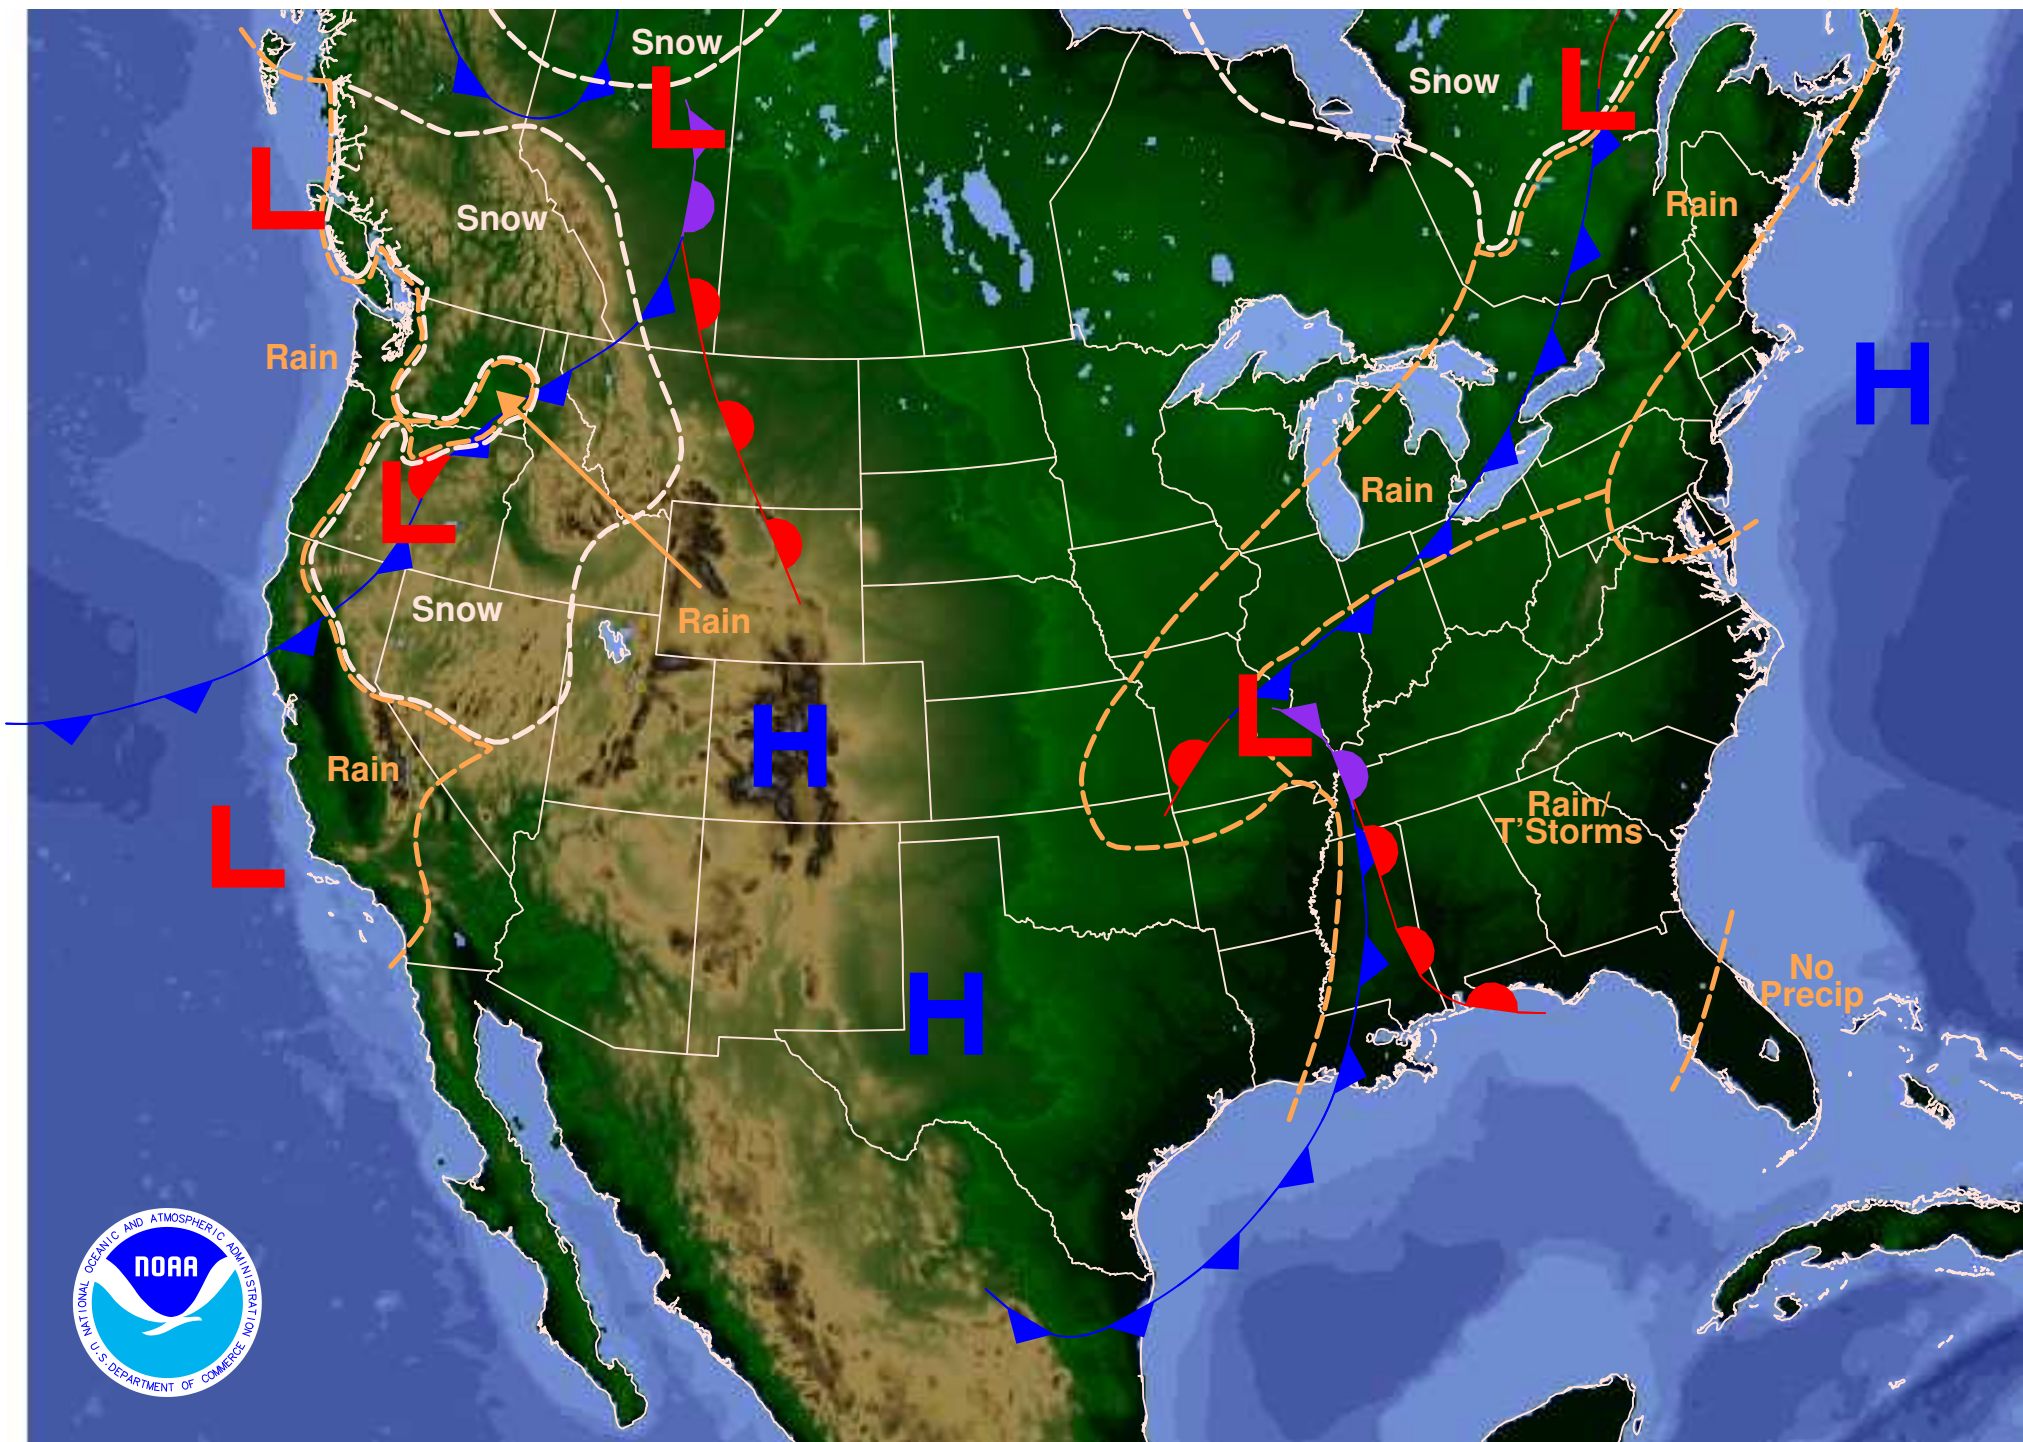 Snow
L
Snow
L
L
Snow
Rain
Rain
H
L
Rain
Snow
Rain
L
H
Rain
L
Rain/
T'Storms
H
No
Precip
NATIONAL OCEANIC AND ATMOSPHERIC ADMINISTRATION
NOAA
U.S. DEPARTMENT OF COMMERCE